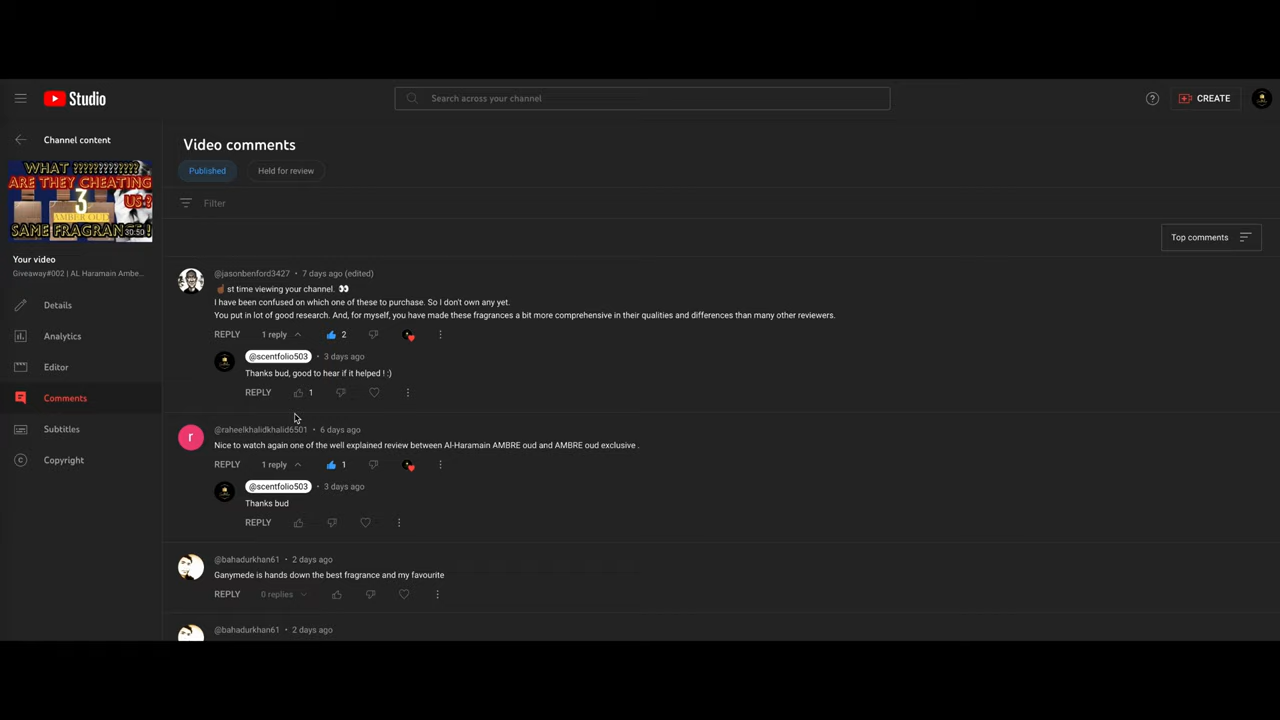 Studio
Search across your channel
CREATE
Channel content
WHAT ????????????
ARE THEY CHEATING
US?
3
AMBER OUD
SAME FRAGRANCE!
30:50
Your video
Giveaway#002 | AL Haramain Ambe...
Details
Analytics
Editor
Comments
Subtitles
Copyright
Video comments
Published
Held for review
Filter
Top comments
@jasonbenford3427 • 7 days ago (edited)
☝🏾st time viewing your channel. 👀
I have been confused on which one of these to purchase. So I don't own any yet.
You put in lot of good research. And, for myself, you have made these fragrances a bit more comprehensive in their qualities and differences than many other reviewers.
REPLY 1 reply 2
@scentfolio503 • 3 days ago
Thanks bud, good to hear if it helped ! :)
REPLY 1
@raheelkhalidkhalid6501 • 6 days ago
Nice to watch again one of the well explained review between Al-Haramain AMBRE oud and AMBRE oud exclusive .
REPLY 1 reply 1
@scentfolio503 • 3 days ago
Thanks bud
REPLY
@bahadurkhan61 • 2 days ago
Ganymede is hands down the best fragrance and my favourite
REPLY 0 replies
@bahadurkhan61 • 2 days ago